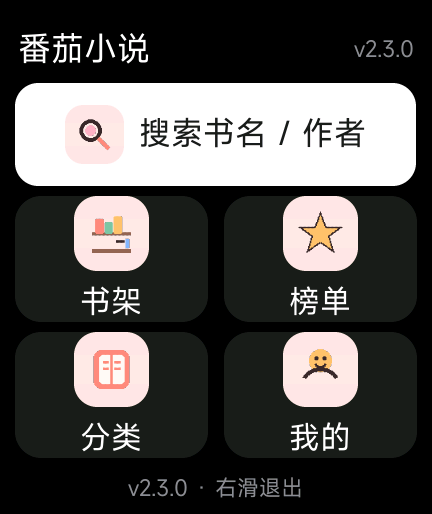 番茄小说 v2.3.0
搜索书名 / 作者
书架 榜单
分类 我的
v2.3.0 · 右滑退出